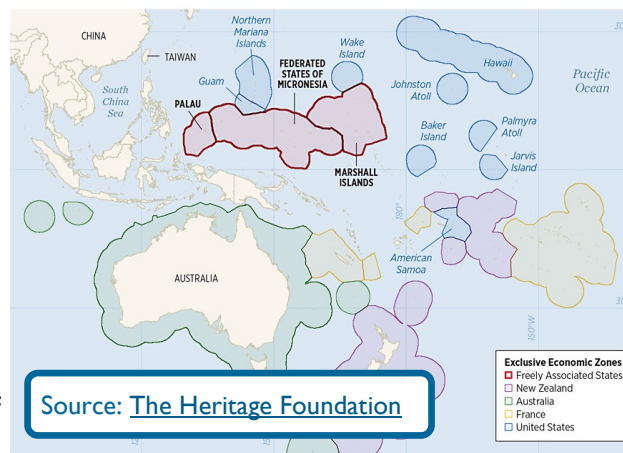 Northern
Mariana
Islands
Wake
Island
CHINA
TAIWAN
FEDERATED
STATES OF
MICRONESIA
Hawaii
Guam
Johnston
Atoll
Pacific
Ocean
South
China
Sea
PALAU
Baker
Island
Palmyra
Atoll
Jarvis
Island
MARSHALL
ISLANDS
180°
American
Samoa
AUSTRALIA
150°W
Exclusive Economic Zones
Freely Associated States
New Zealand
Australia
France
United States
Source: The Heritage Foundation